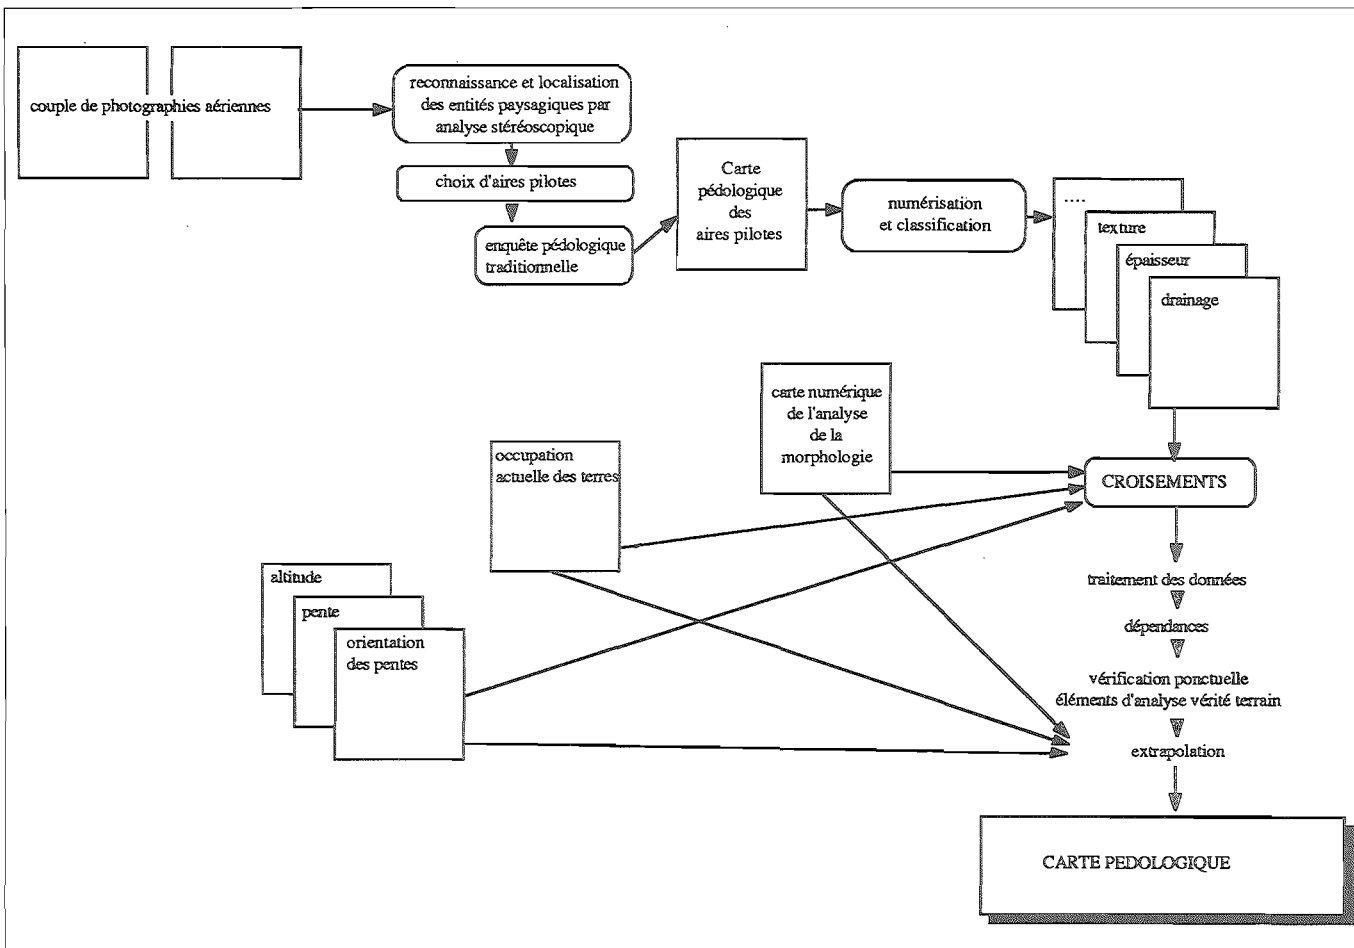 couple de photographies aériennes
reconnaissance et localisation
des entités paysagiques par
analyse stéréoscopique
choix d'aires pilotes
enquête pédologique
traditionnelle
Carte
pédologique
des
aires pilotes
numérisation
et classification
....
texture
épaisseur
drainage
carte numérique
de l'analyse
de la
morphologie
occupation
actuelle des terres
CROISEMENTS
altitude
pente
orientation
des pentes
traitement des données
dépendances
vérification ponctuelle
éléments d'analyse vérité terrain
extrapolation
CARTE PEDOLOGIQUE